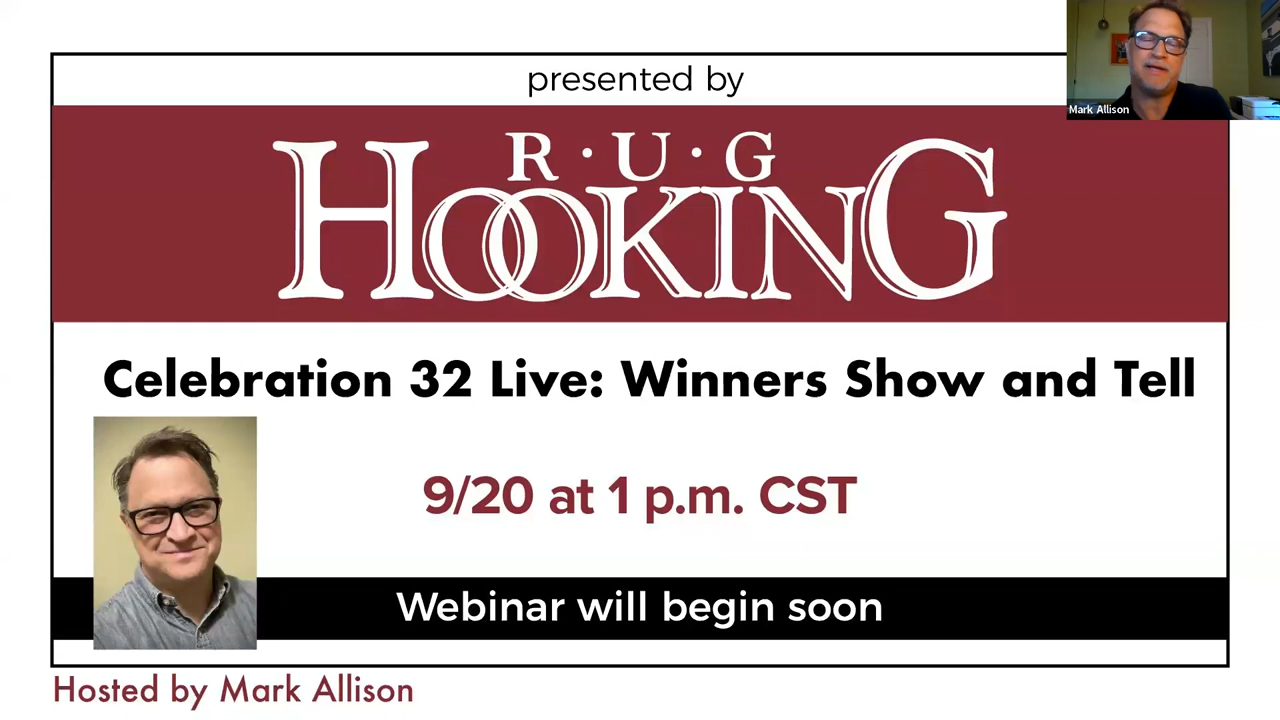 presented by
Mark Allison
R·U·G
HOOKING
Celebration 32 Live: Winners Show and Tell
9/20 at 1 p.m. CST
Webinar will begin soon
Hosted by Mark Allison